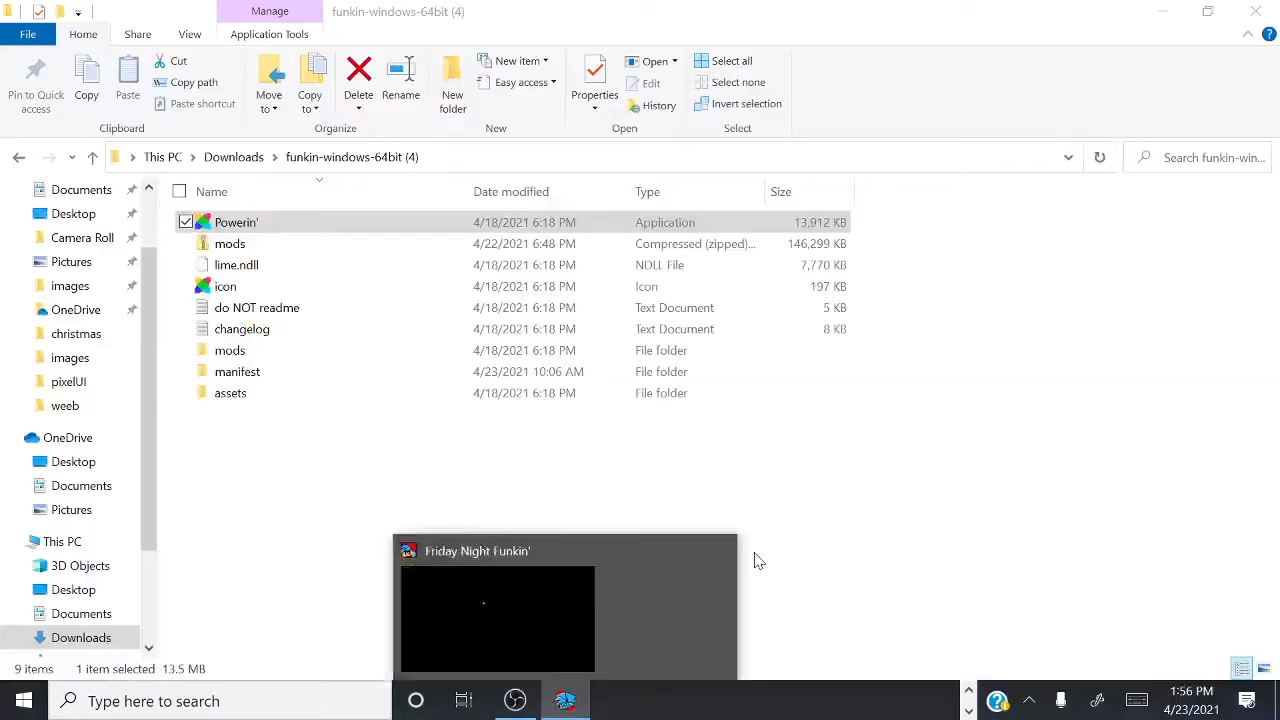 Manage
funkin-windows-64bit (4)
File
Home
Share
View
Application Tools
Pin to Quick access
Copy
Paste
Cut
Copy path
Paste shortcut
Clipboard
Move to
Copy to
Delete
Rename
Organize
New folder
New item
Easy access
New
Properties
Open
Edit
History
Open
Select all
Select none
Invert selection
Select
This PC
Downloads
funkin-windows-64bit (4)
Search funkin-win...
Name Date modified Type Size
Powerin' 4/18/2021 6:18 PM Application 13,912 KB
mods 4/22/2021 6:48 PM Compressed (zipped)... 146,299 KB
lime.ndll 4/18/2021 6:18 PM NDLL File 7,770 KB
icon 4/18/2021 6:18 PM Icon 197 KB
do NOT readme 4/18/2021 6:18 PM Text Document 5 KB
changelog 4/18/2021 6:18 PM Text Document 8 KB
mods 4/18/2021 6:18 PM File folder
manifest 4/23/2021 10:06 AM File folder
assets 4/18/2021 6:18 PM File folder
Documents
Desktop
Camera Roll
Pictures
images
OneDrive
christmas
images
pixelUI
weeb
OneDrive
Desktop
Documents
Pictures
This PC
3D Objects
Desktop
Documents
Downloads
Friday Night Funkin'
9 items 1 item selected 13.5 MB
Type here to search
1:56 PM
4/23/2021